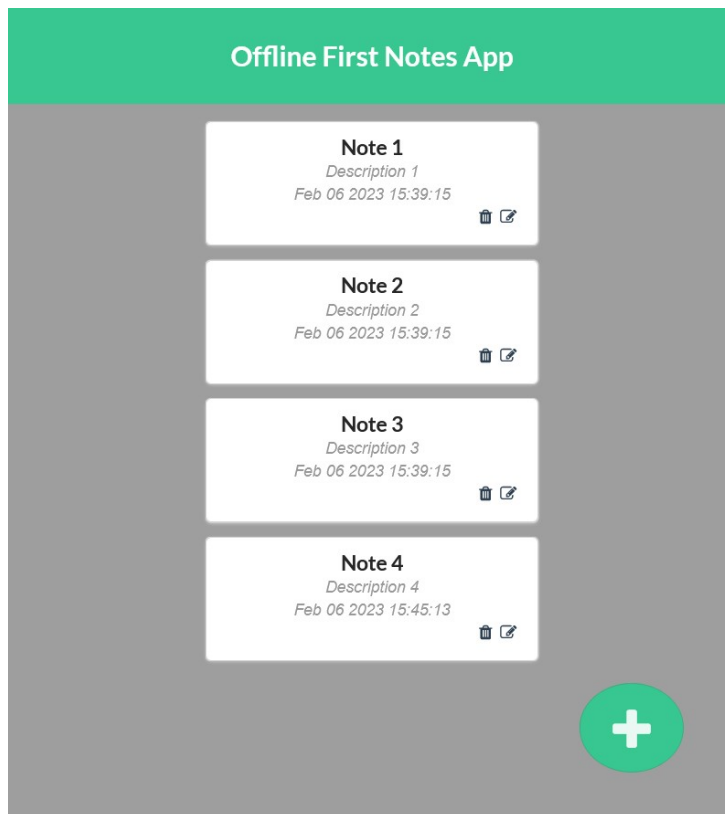 Offline First Notes App
Note 1
Description 1
Feb 06 2023 15:39:15
Note 2
Description 2
Feb 06 2023 15:39:15
Note 3
Description 3
Feb 06 2023 15:39:15
Note 4
Description 4
Feb 06 2023 15:45:13